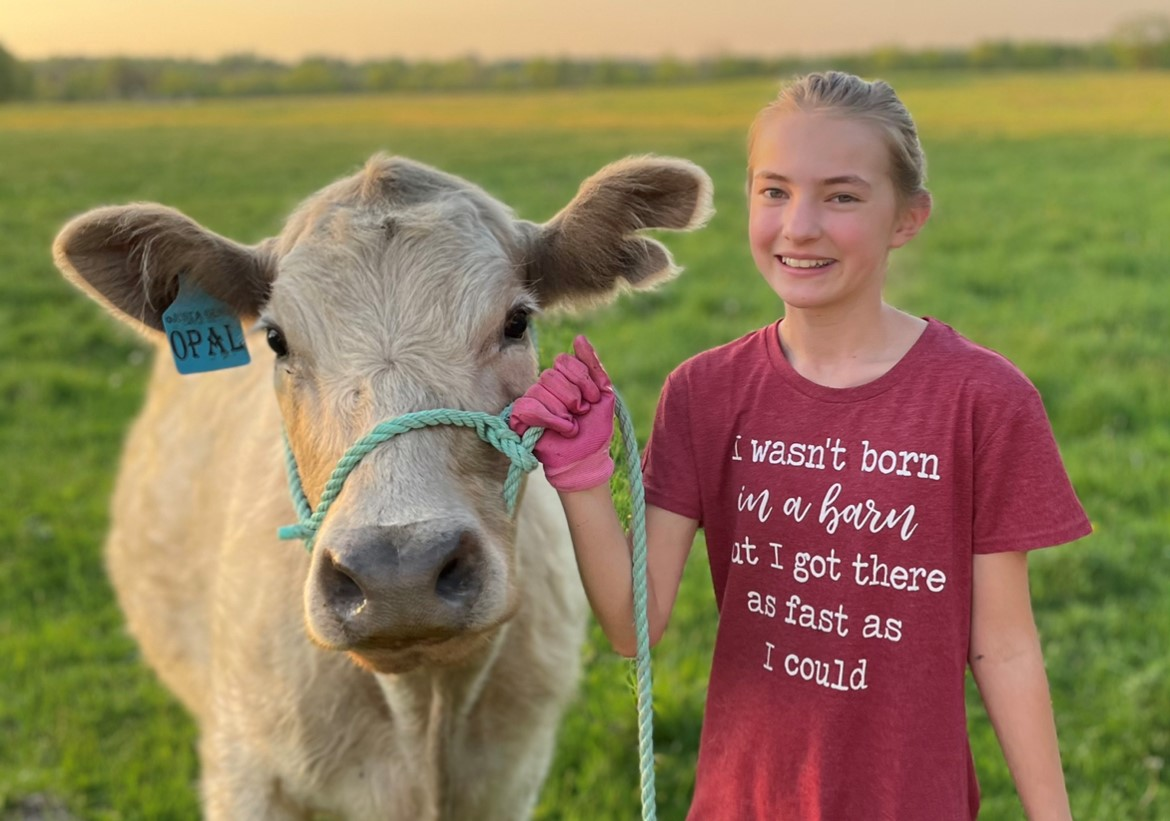 OPAL
I wasn't born
in a barn
ut I got there
as fast as
I could